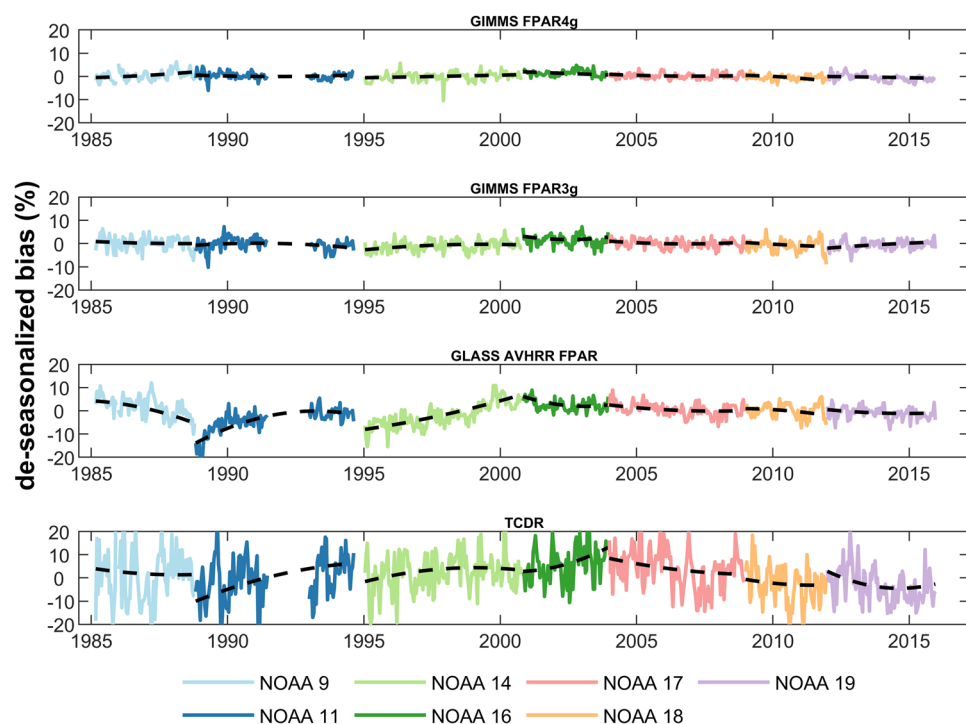 GIMMS FPAR4g
20
10
0
-10
-20
1985 1990 1995 2000 2005 2010 2015
GIMMS FPAR3g
20
10
0
-10
-20
1985 1990 1995 2000 2005 2010 2015
de-seasonalized bias (%)
GLASS AVHRR FPAR
20
10
0
-10
-20
1985 1990 1995 2000 2005 2010 2015
TCDR
20
10
0
-10
-20
1985 1990 1995 2000 2005 2010 2015
NOAA 9 NOAA 14 NOAA 17 NOAA 19
NOAA 11 NOAA 16 NOAA 18